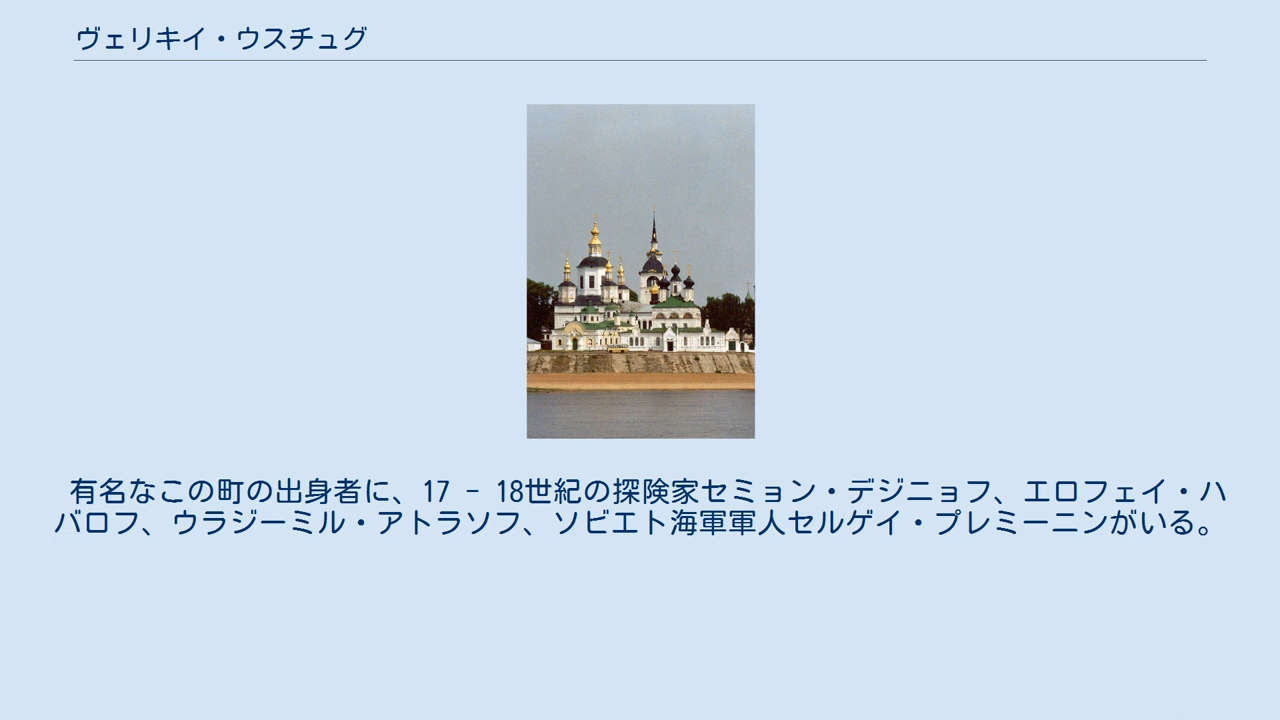 ヴェリキイ・ウスチュグ
有名なこの町の出身者に、17 - 18世紀の探険家セミョン・デジニョフ、エロフェイ・ハ
バロフ、ウラジーミル・アトラソフ、ソビエト海軍軍人セルゲイ・プレミーニンがいる。